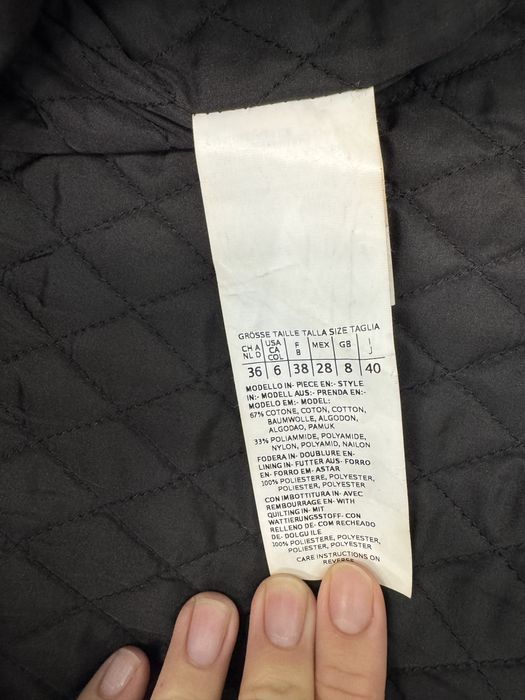 GRÖSSE TAILLE TALLA SIZE TAGLIA
CH A NL D | USA CA COL | F B | MEX | GB | I J
36 | 6 | 38 | 28 | 8 | 40
MODELLO IN- PIECE EN:- STYLE
IN:- MODELL AUS:- PRENDA EN:-
MODELO EM:- MODEL:
67% COTONE, COTON, COTTON,
BAUMWOLLE, ALGODON,
ALGODAO, PAMUK
33% POLIAMMIDE, POLYAMIDE,
NYLON, POLYAMID, NAILON
FODERA IN- DOUBLURE EN-
LINING IN- FUTTER AUS- FORRO
EN- FORRO EM- ASTAR
100% POLIESTERE, POLYESTER,
POLIESTER, POLYESTER
CON IMBOTTITURA IN- AVEC
REMBOURRAGE EN- WITH
QUILTING IN- MIT
WATTIERUNGSSTOFF- CON
RELLENO DE- COM RECHEADO
DE- DOLGU ILE
100% POLIESTERE, POLYESTER,
POLIESTER, POLYESTER
CARE INSTRUCTIONS ON
REVERSE